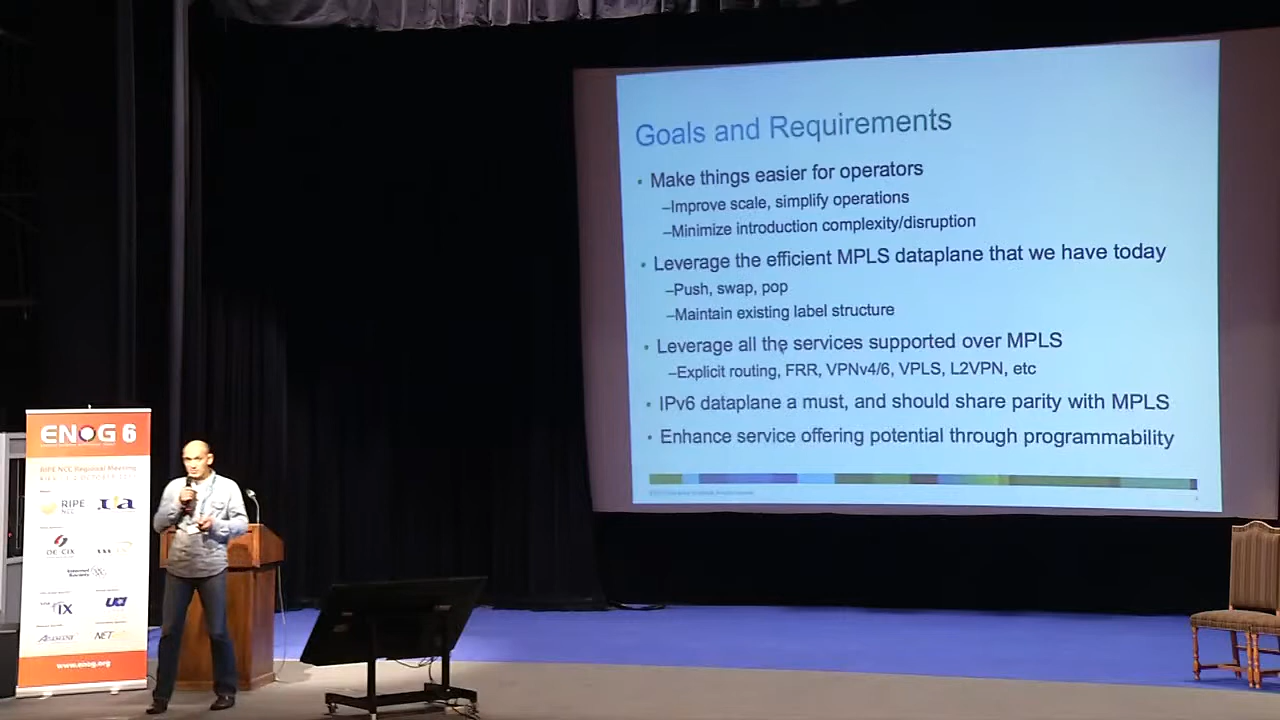 Goals and Requirements
• Make things easier for operators
–Improve scale, simplify operations
–Minimize introduction complexity/disruption
• Leverage the efficient MPLS dataplane that we have today
–Push, swap, pop
–Maintain existing label structure
• Leverage all the services supported over MPLS
–Explicit routing, FRR, VPNv4/6, VPLS, L2VPN, etc
• IPv6 dataplane a must, and should share parity with MPLS
• Enhance service offering potential through programmability
ENOG 6
RIPE NCC Regional Meeting
RIPE
NCC
.UA
DE CIX
IX
NET
www.enog.org